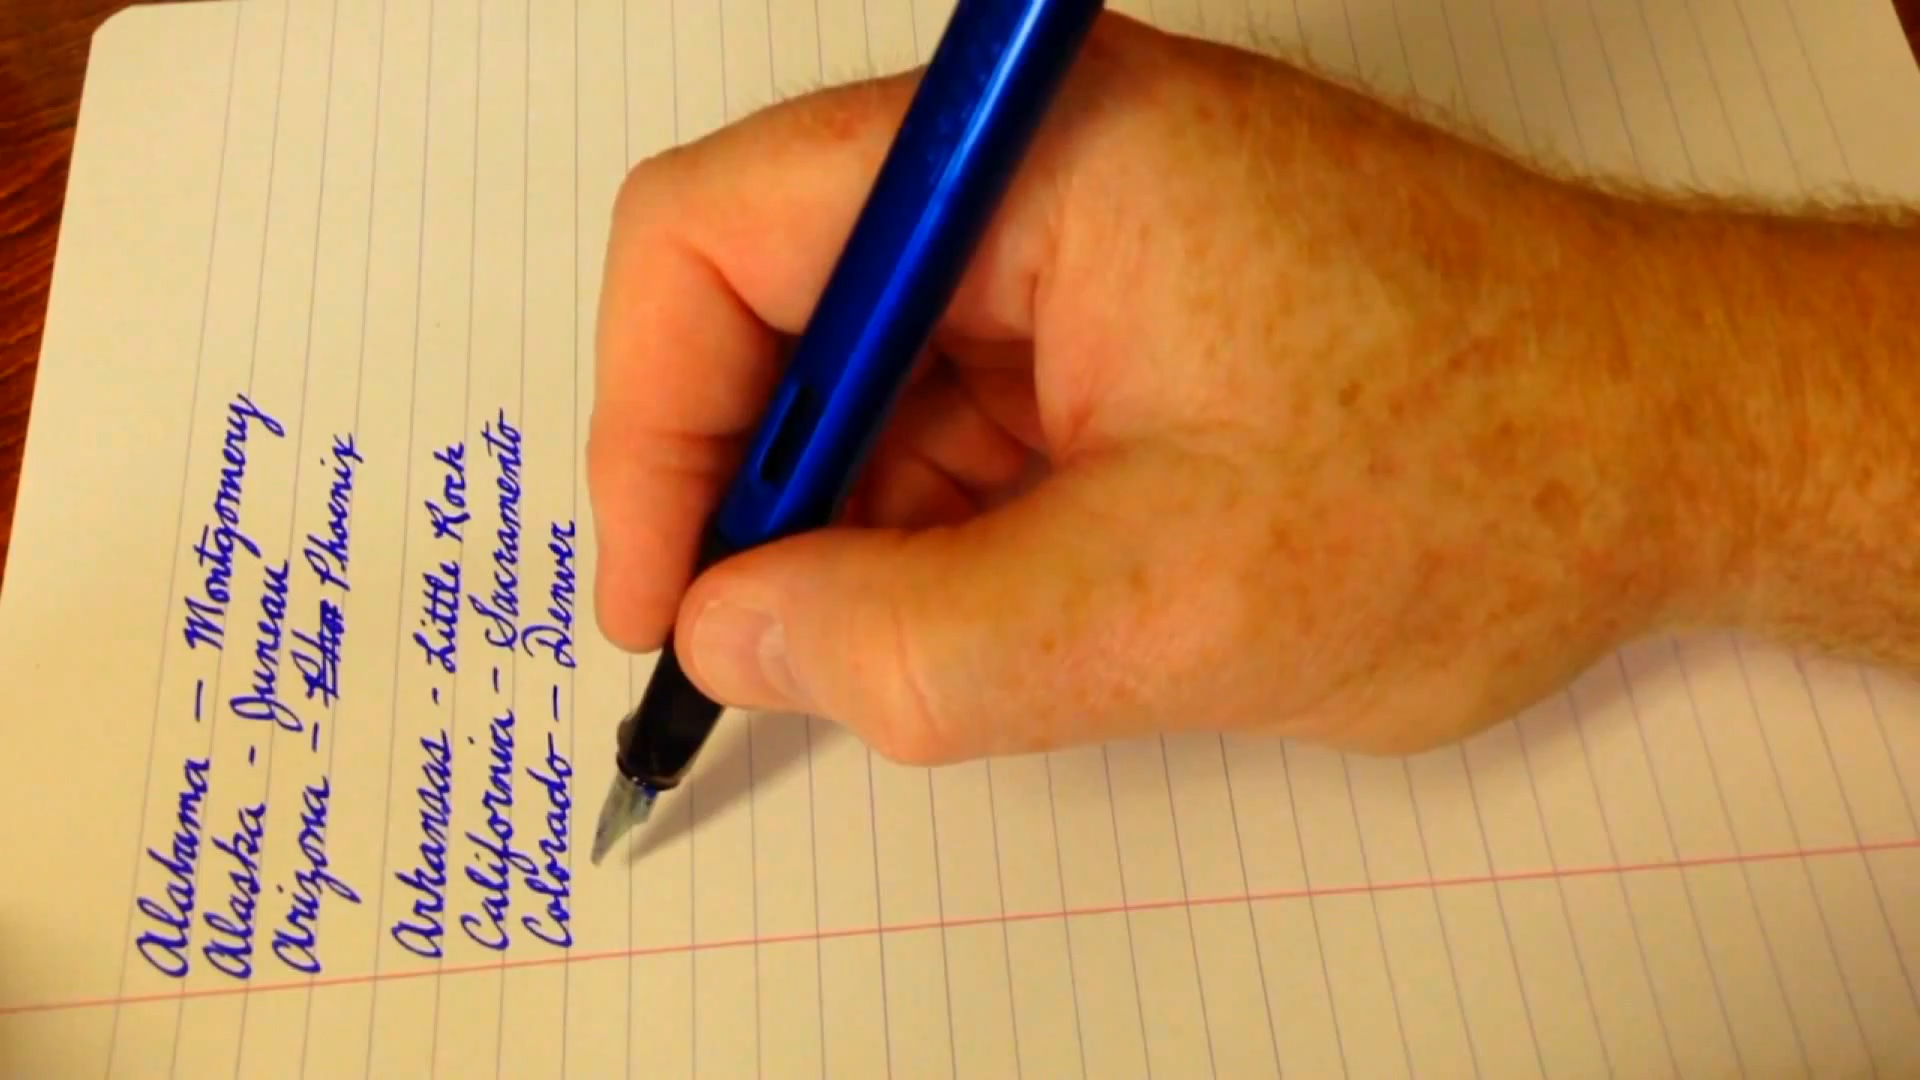 Alabama — Montgomery
Alaska - Juneau
Arizona - Phoenix
Arkansas - Little Rock
California - Sacramento
Colorado — Denver